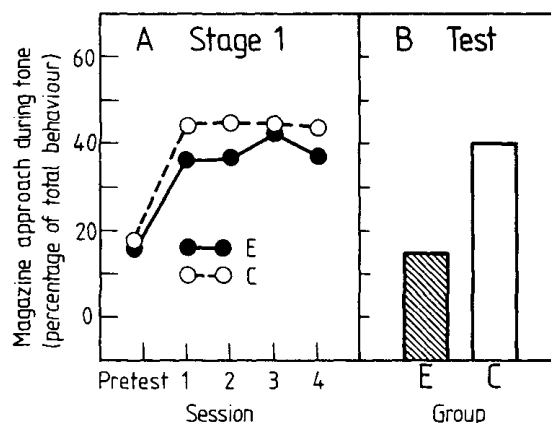 A Stage 1
B Test
Magazine approach during tone
(percentage of total behaviour)
60
40
20
0
E
C
Pretest 1 2 3 4
Session
E C
Group